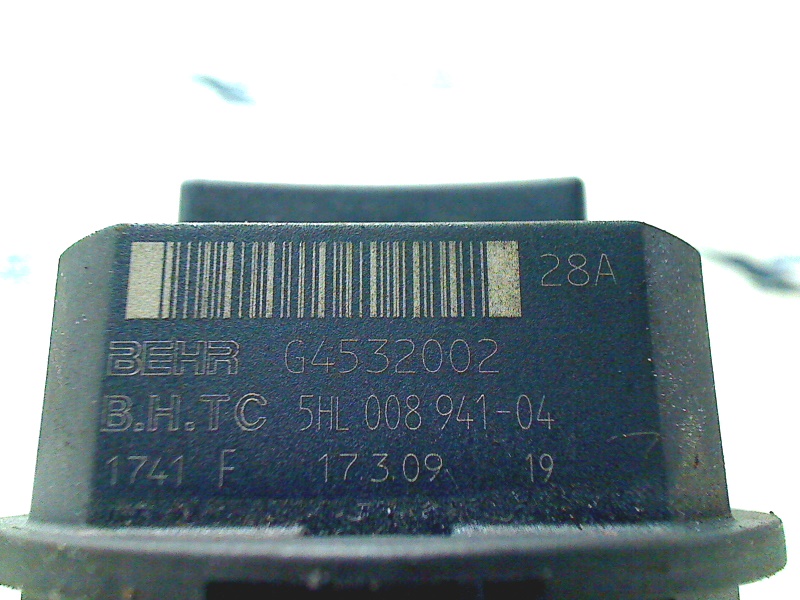 28A
BEHR G4532002
B.H.TC 5HL 008 941-04
1741 F 17.3.09 19